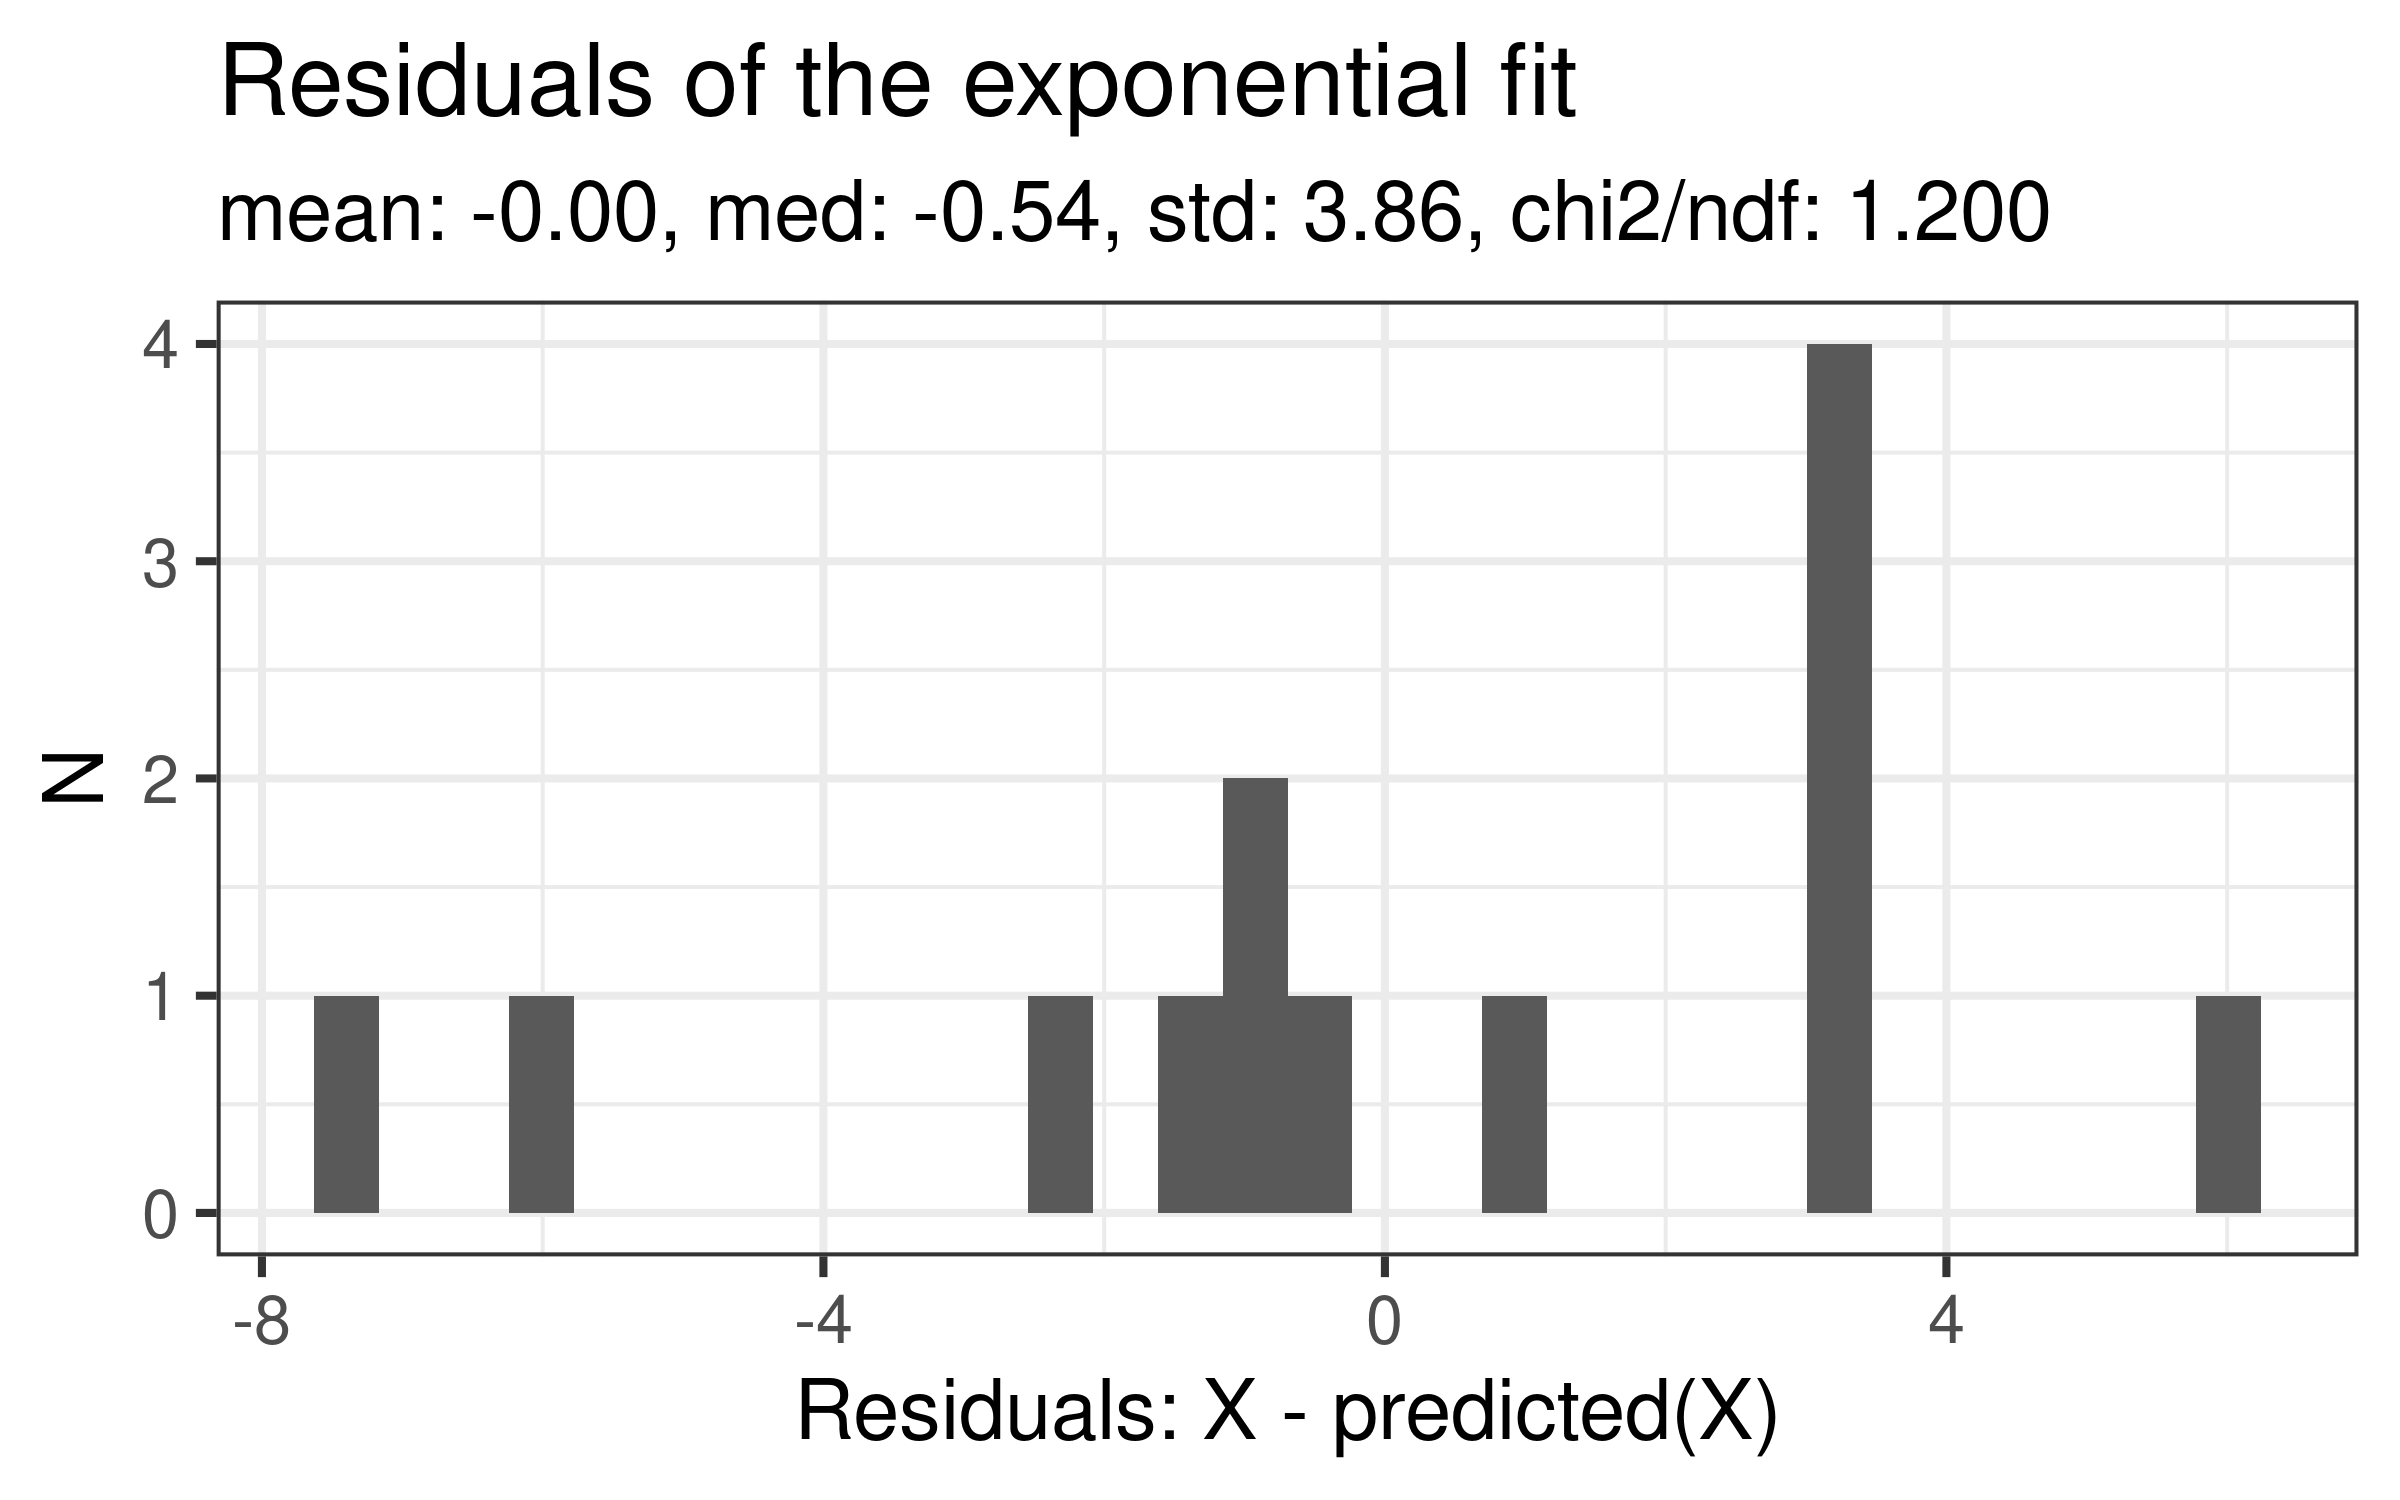 Residuals of the exponential fit
mean: -0.00, med: -0.54, std: 3.86, chi2/ndf: 1.200
4
3
2
1
0
N
-8 -4 0 4
Residuals: X - predicted(X)